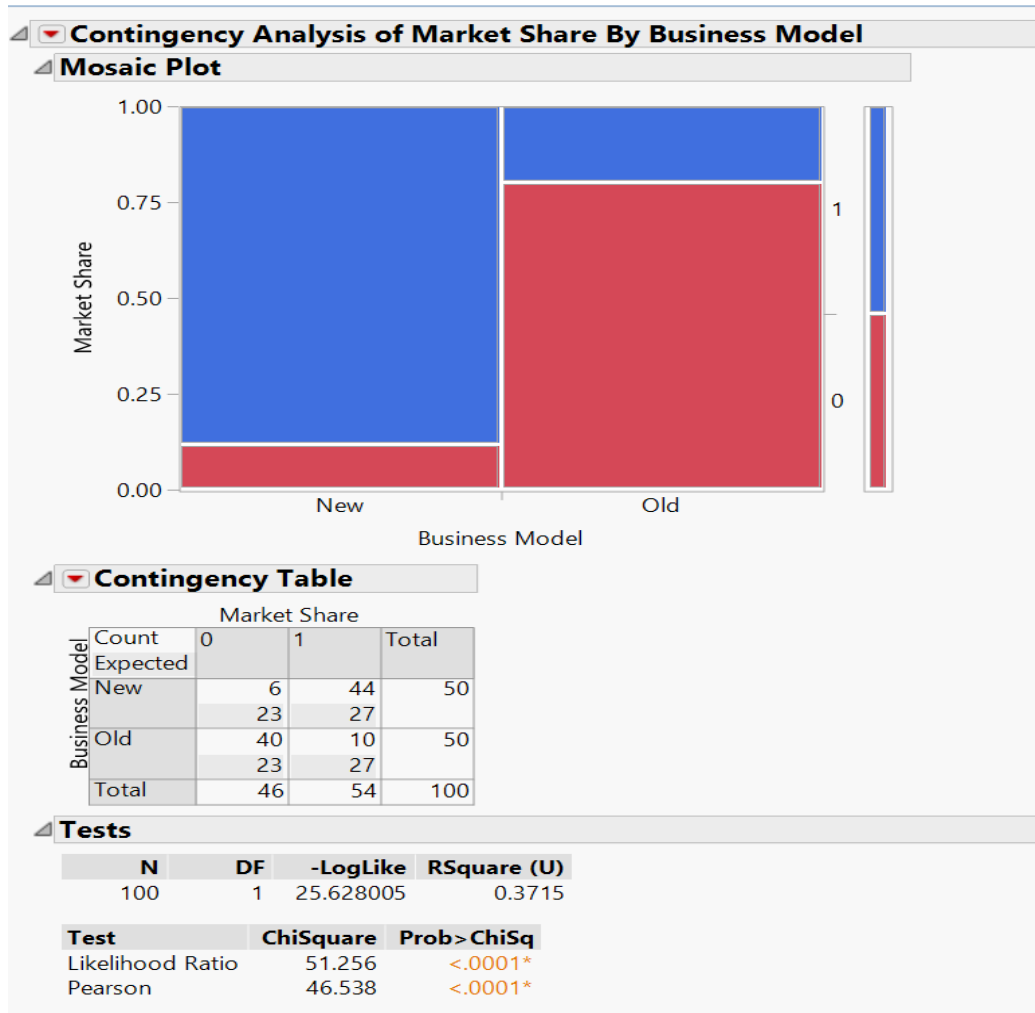 Contingency Analysis of Market Share By Business Model
Mosaic Plot
1.00
0.75
0.50
0.25
0.00
Market Share
1
0
New Old
Business Model
Contingency Table
Market Share
Business Model
Count 0 1 Total
Expected
New 6 44 50
23 27
Old 40 10 50
23 27
Total 46 54 100
Tests
N DF -LogLike RSquare (U)
100 1 25.628005 0.3715
Test ChiSquare Prob>ChiSq
Likelihood Ratio 51.256 <.0001*
Pearson 46.538 <.0001*